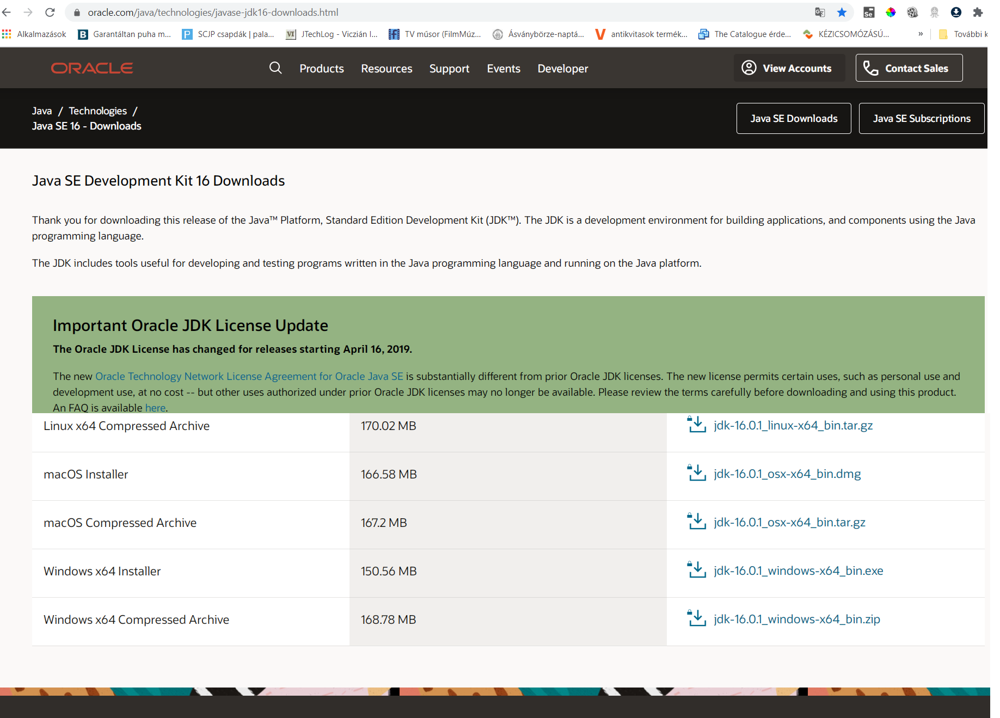 oracle.com/java/technologies/javase-jdk16-downloads.html
Se
Alkalmazások B Garantáltan puha m... P SCJP csapdák | pala... VI JTechLog - Viczián I... f TV műsor (FilmMúz... Ásványbörze-naptá... V antikvitasok termék... The Catalogue érde... KÉZICSOMÓZÁSÚ... » További k
ORACLE Products Resources Support Events Developer View Accounts Contact Sales
Java / Technologies /
Java SE 16 - Downloads
Java SE Downloads Java SE Subscriptions
Java SE Development Kit 16 Downloads
Thank you for downloading this release of the Java™ Platform, Standard Edition Development Kit (JDK™). The JDK is a development environment for building applications, and components using the Java
programming language.
The JDK includes tools useful for developing and testing programs written in the Java programming language and running on the Java platform.
Important Oracle JDK License Update
The Oracle JDK License has changed for releases starting April 16, 2019.
The new Oracle Technology Network License Agreement for Oracle Java SE is substantially different from prior Oracle JDK licenses. The new license permits certain uses, such as personal use and
development use, at no cost -- but other uses authorized under prior Oracle JDK licenses may no longer be available. Please review the terms carefully before downloading and using this product.
An FAQ is available here.
Linux x64 Compressed Archive 170.02 MB jdk-16.0.1_linux-x64_bin.tar.gz
macOS Installer 166.58 MB jdk-16.0.1_osx-x64_bin.dmg
macOS Compressed Archive 167.2 MB jdk-16.0.1_osx-x64_bin.tar.gz
Windows x64 Installer 150.56 MB jdk-16.0.1_windows-x64_bin.exe
Windows x64 Compressed Archive 168.78 MB jdk-16.0.1_windows-x64_bin.zip